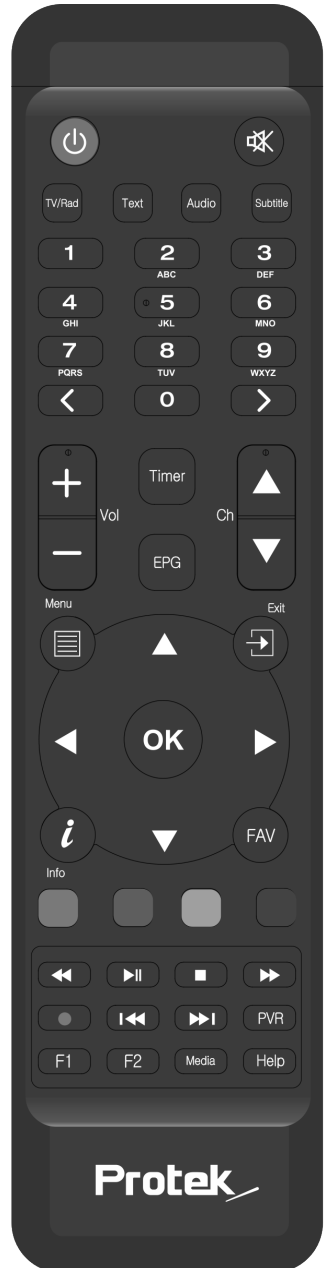 TV/Rad Text Audio Subtitle
1 2 3
ABC DEF
4 5 6
GHI JKL MNO
7 8 9
PQRS TUV WXYZ
0
Timer
Vol Ch
EPG
Menu Exit
OK
i FAV
Info
PVR
F1 F2 Media Help
Protek